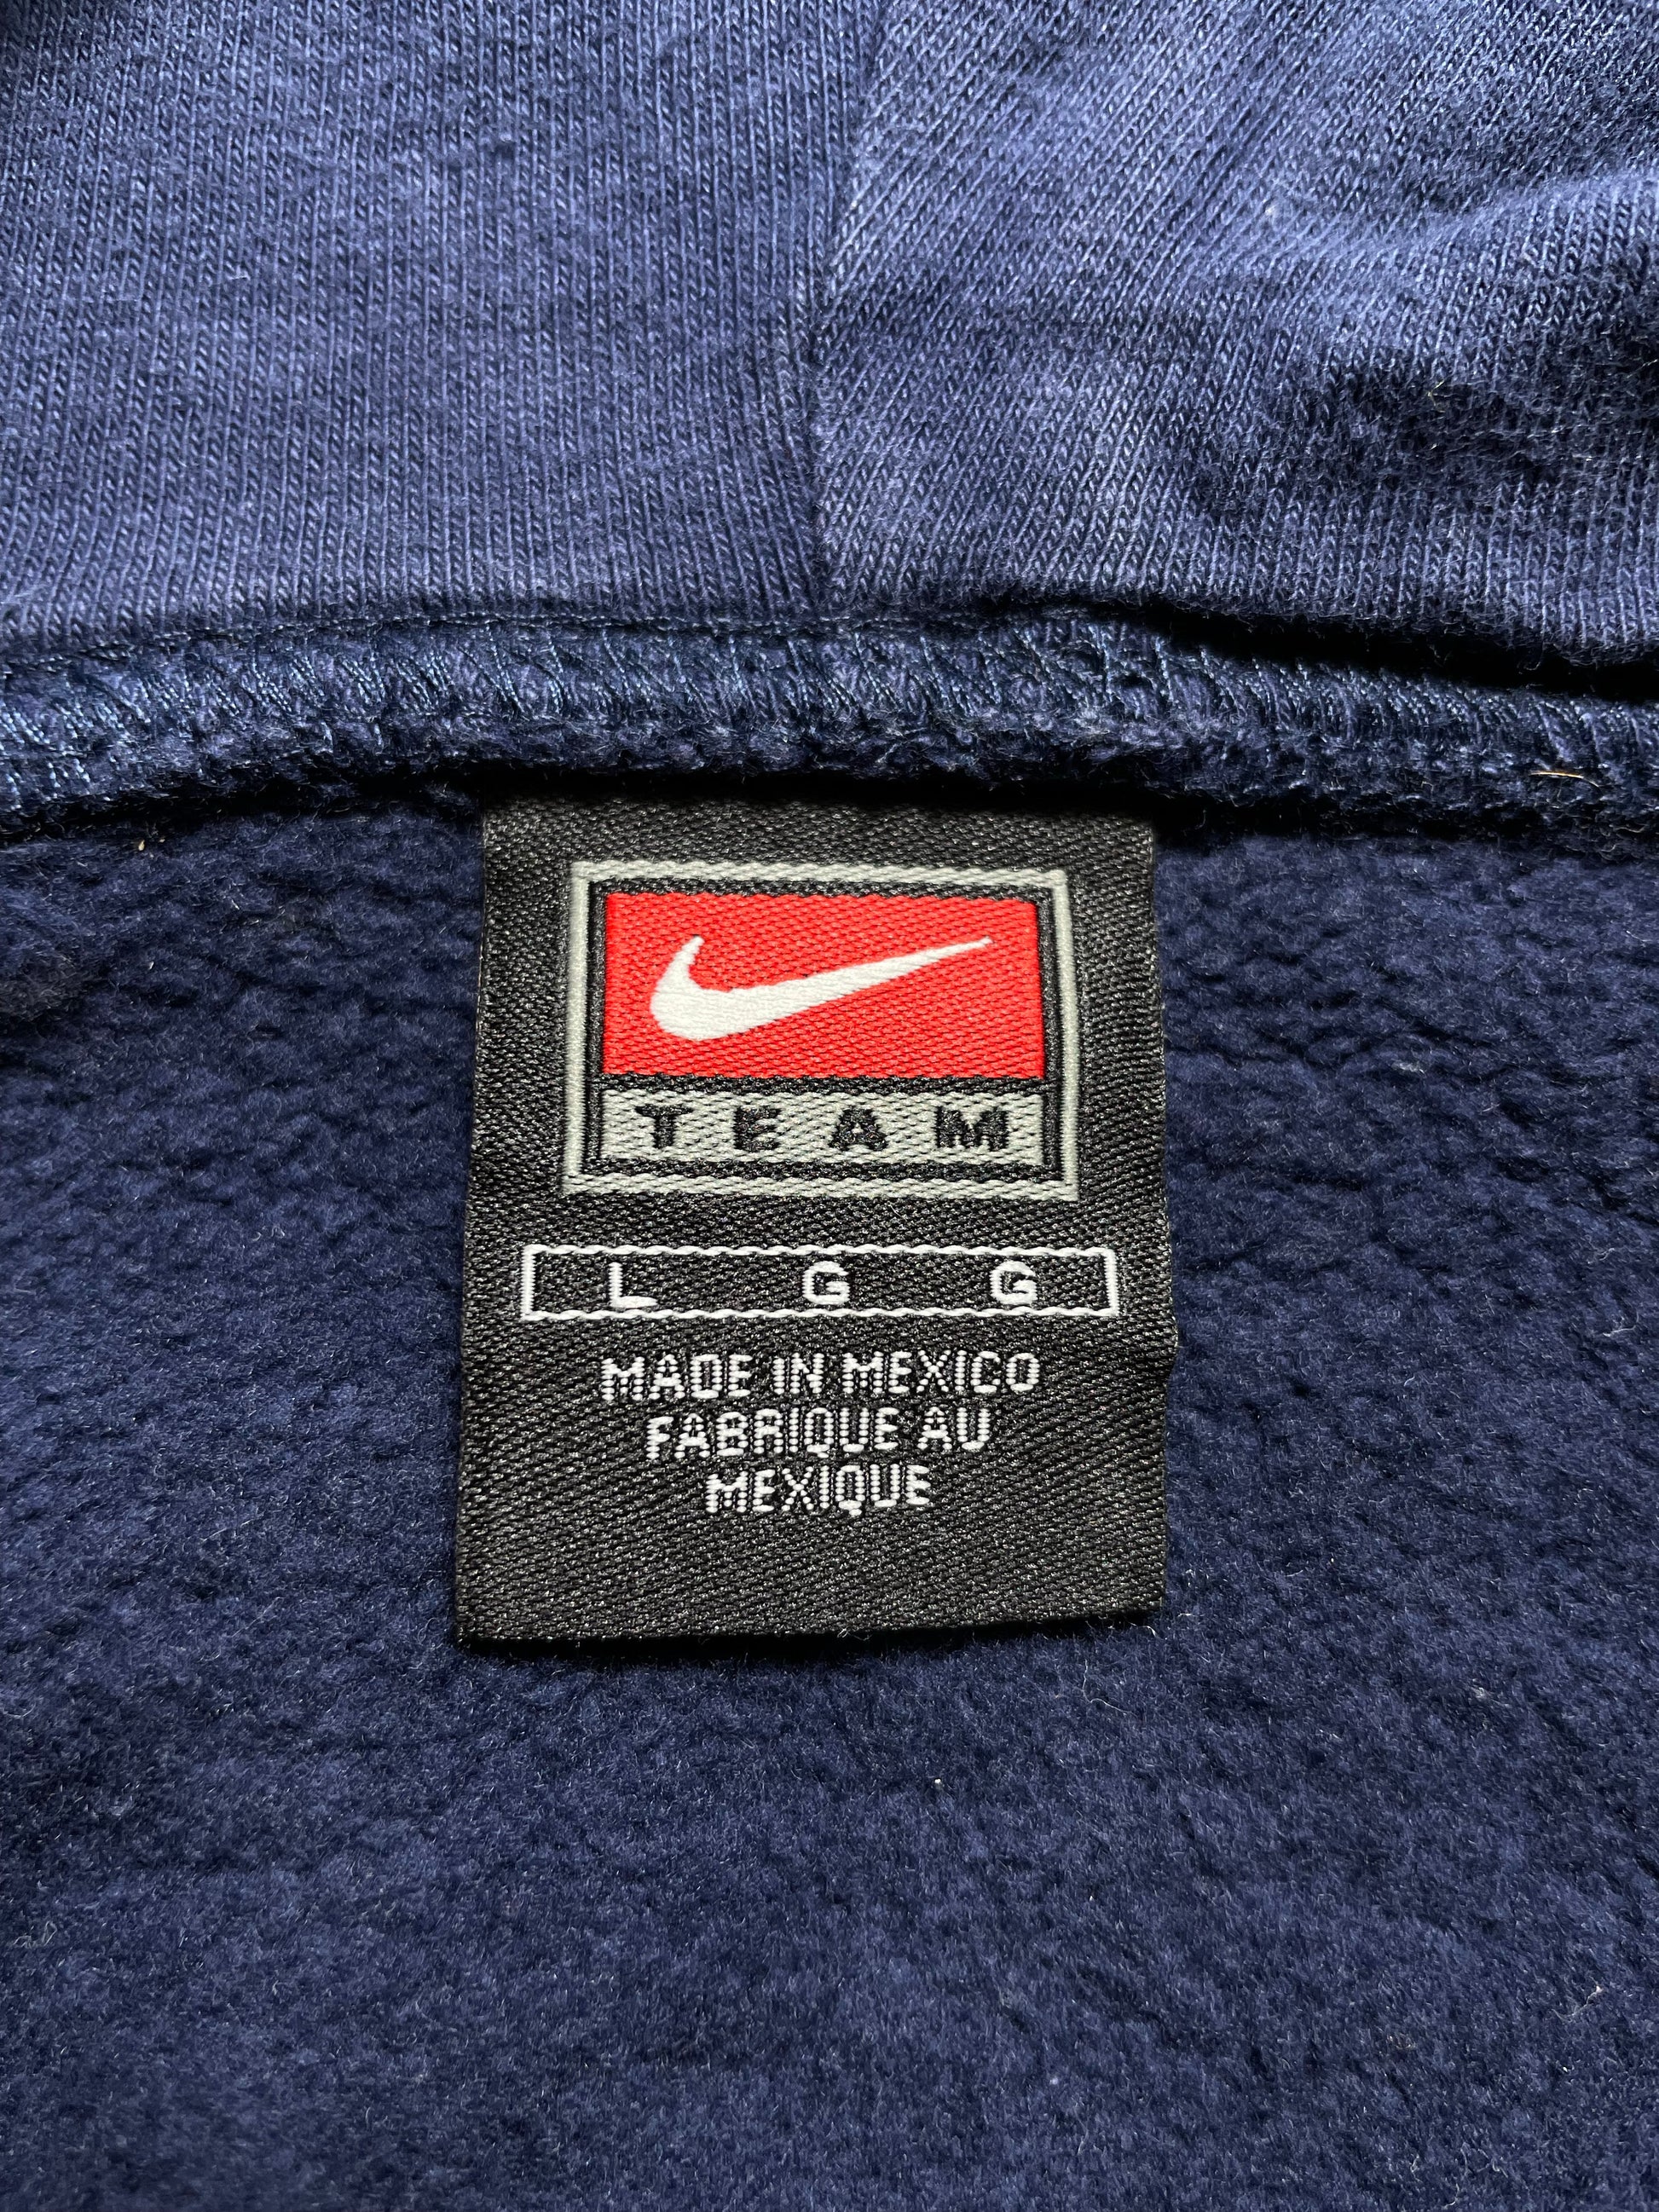 TEAM
L G G
MADE IN MEXICO
FABRIQUE AU
MEXIQUE